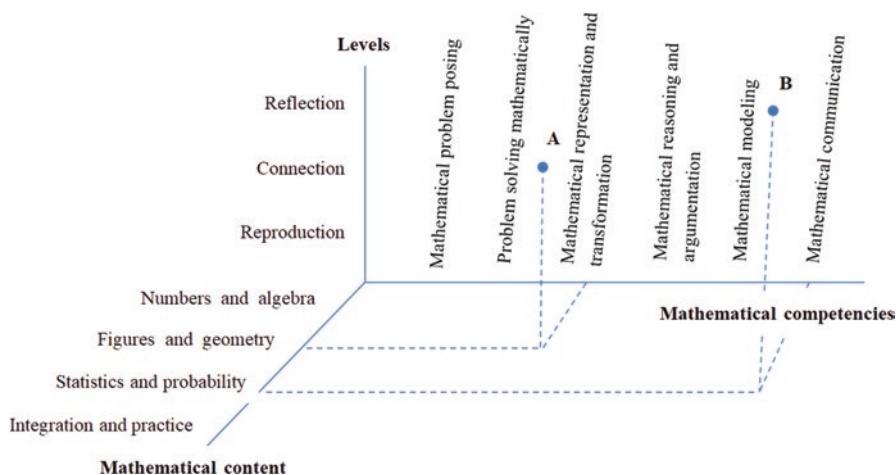 Levels
Reflection
Connection
Reproduction
Numbers and algebra
Figures and geometry
Statistics and probability
Integration and practice
Mathematical content
Mathematical problem posing
Problem solving mathematically
A
Mathematical representation and
transformation
Mathematical reasoning and
argumentation
Mathematical modeling
B
Mathematical communication
Mathematical competencies